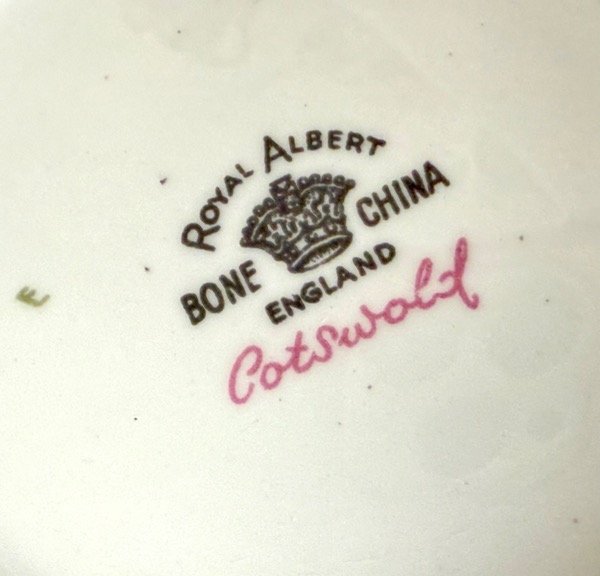 ROYAL ALBERT
BONE CHINA
ENGLAND
Cotswold
E